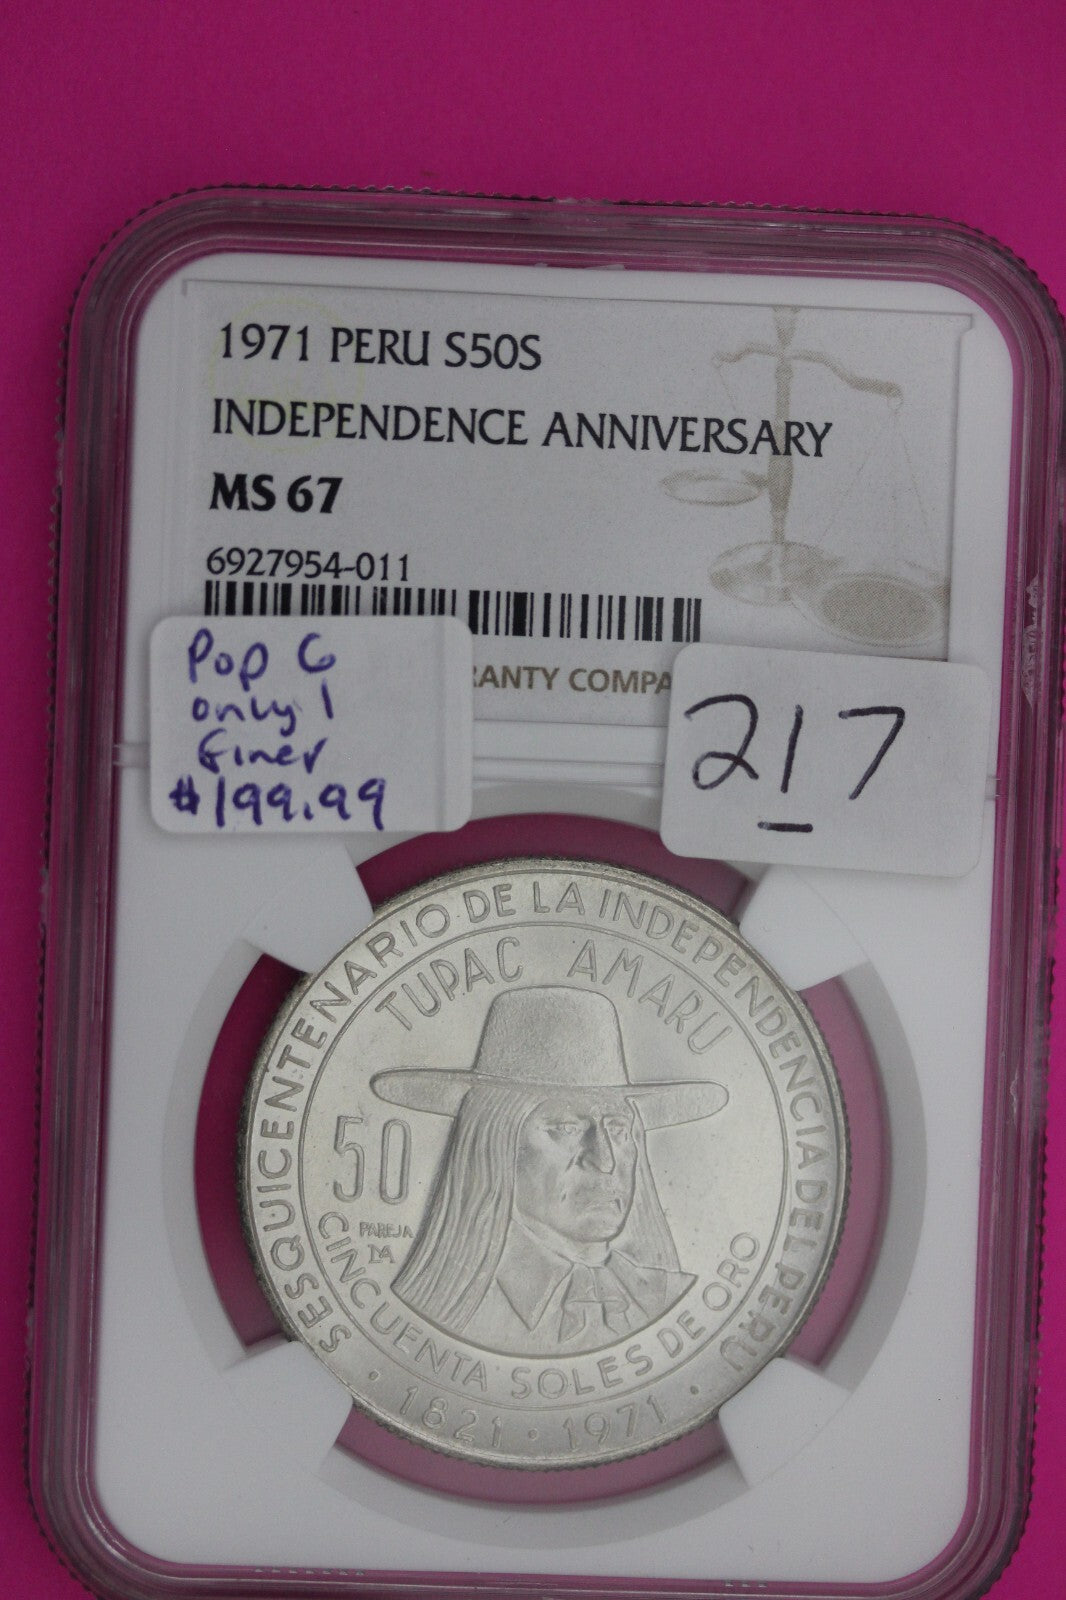 1971 PERU S50S
INDEPENDENCE ANNIVERSARY
MS 67
6927954-011
RANTY COMPA
Pop 6
only 1
finer
$199.99
217
SESQUICENTENARIO DE LA INDEPENDENCIA DEL PERU
TUPAC AMARU
50
PAREJA
CINCUENTA SOLES DE ORO
· 1821 · 1971 ·